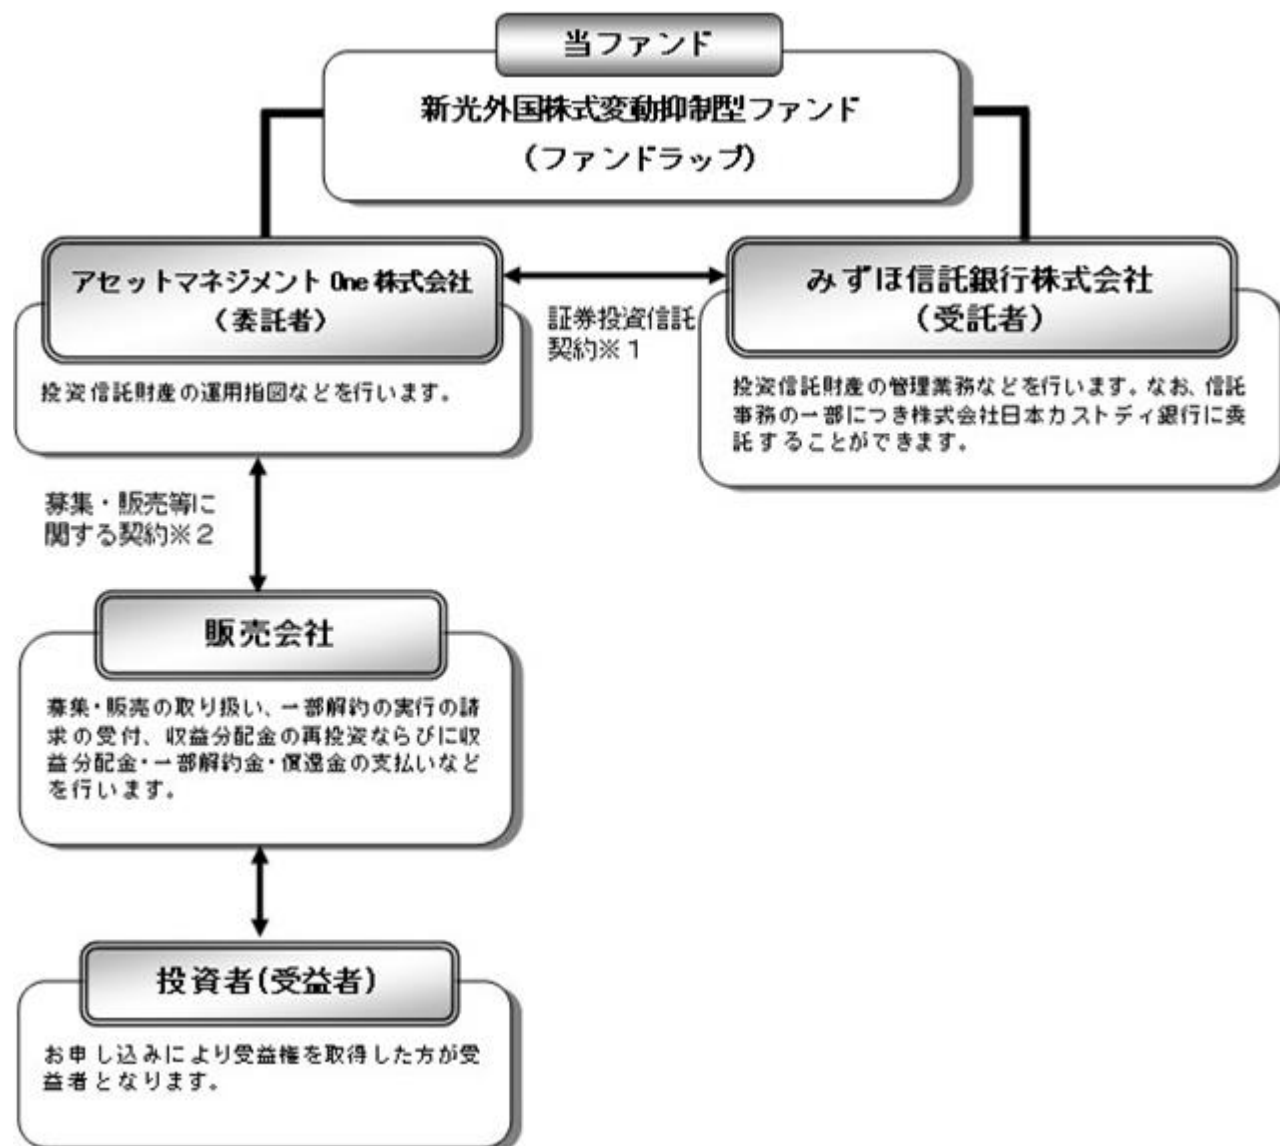 当ファンド
新光外国株式変動抑制型ファンド
(ファンドラップ)
アセットマネジメント One 株式会社
(委託者)
投資信託財産の運用指図などを行います。
証券投資信託
契約※1
みずほ信託銀行株式会社
(受託者)
投資信託財産の管理業務などを行います。なお、信託
事務の一部につき株式会社日本カストディ銀行に委
託することができます。
募集・販売等に
関する契約※2
販売会社
募集・販売の取り扱い、一部解約の実行の請
求の受付、収益分配金の再投資ならびに収
益分配金・一部解約金・償還金の支払いなど
を行います。
投資者(受益者)
お申し込みにより受益権を取得した方が受
益者となります。